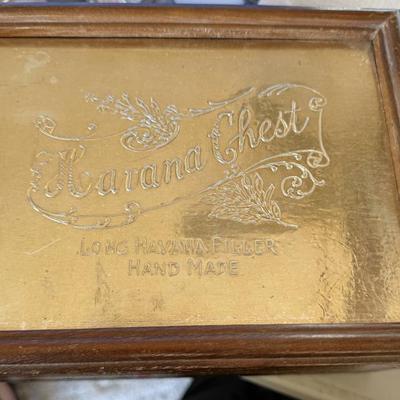 Havana Chest
LONG HAVANA FILLER
HAND MADE